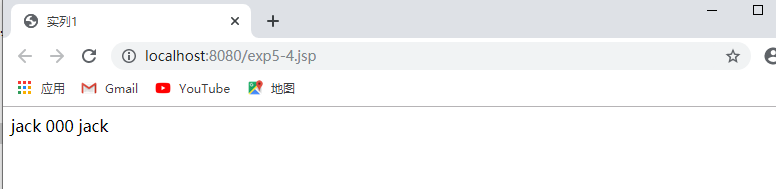 实列1
localhost:8080/exp5-4.jsp
应用 Gmail YouTube 地图
jack 000 jack